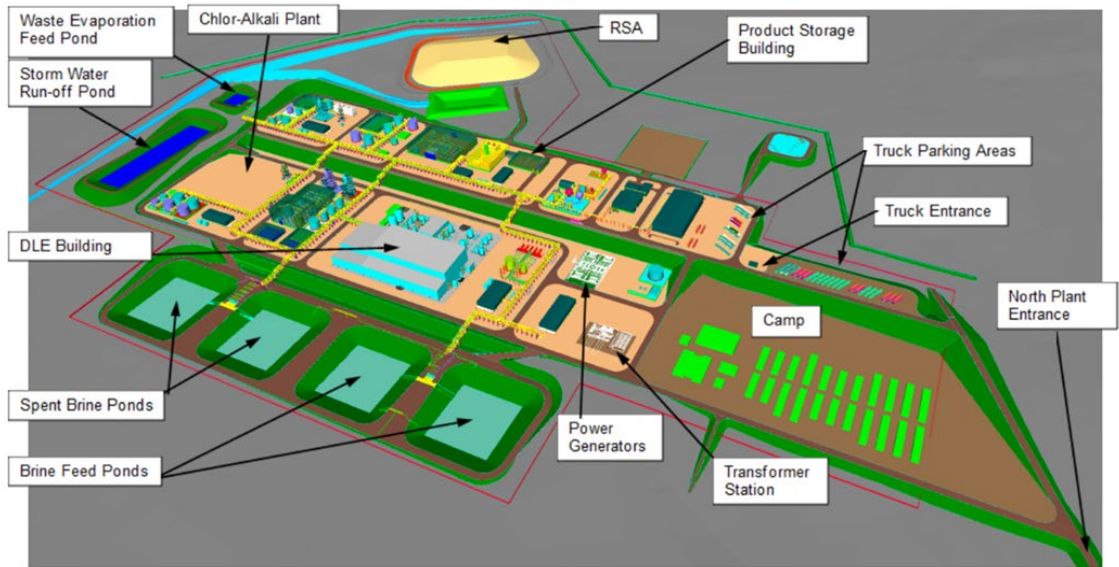 Waste Evaporation
Feed Pond
Chlor-Alkali Plant
RSA
Product Storage
Building
Storm Water
Run-off Pond
Truck Parking Areas
Truck Entrance
DLE Building
North Plant
Entrance
Camp
Spent Brine Ponds
Power
Generators
Brine Feed Ponds
Transformer
Station